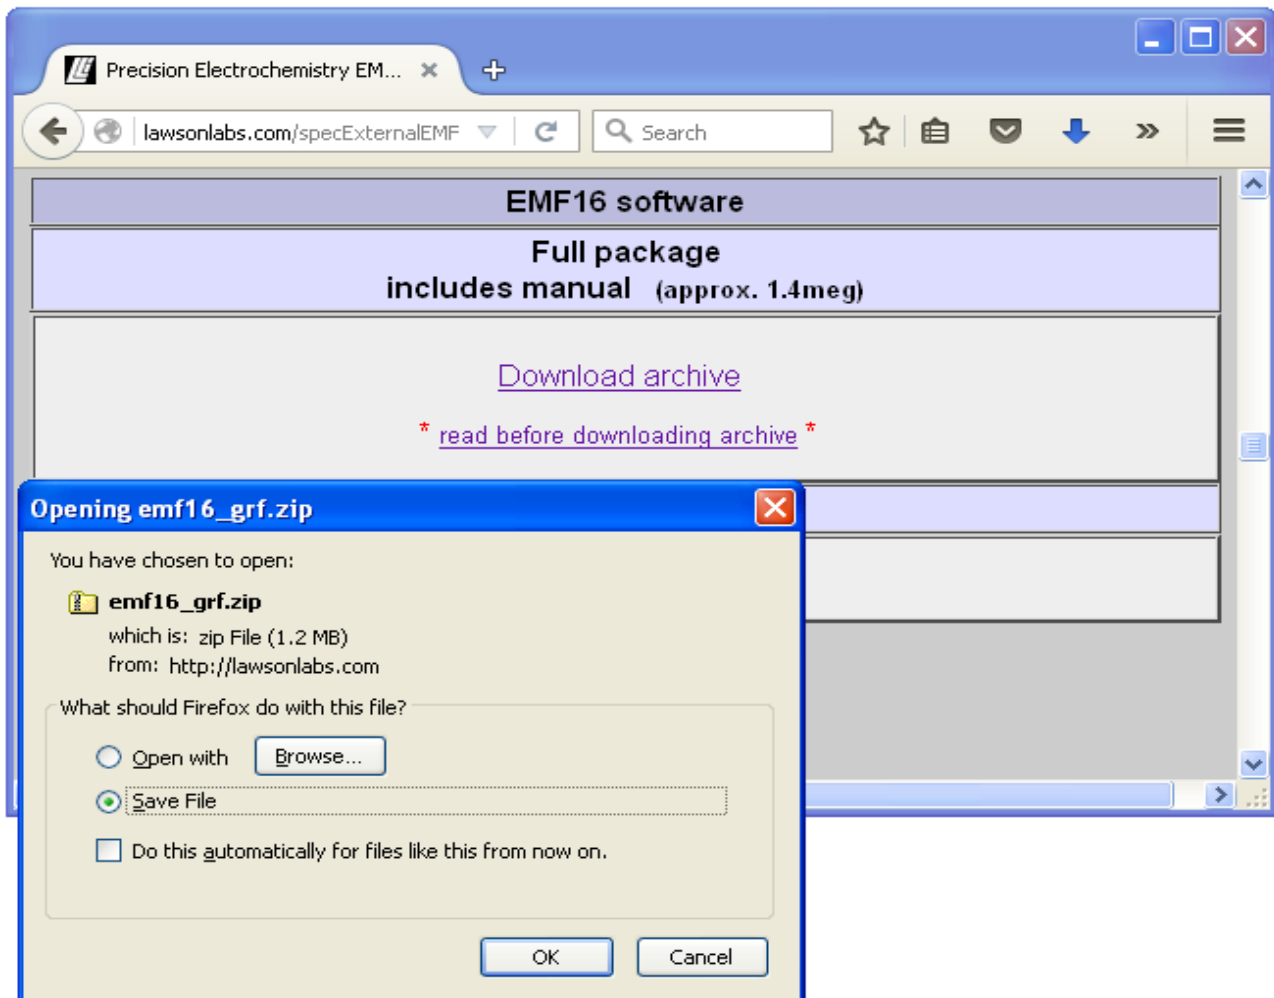 Precision Electrochemistry EM...
lawsonlabs.com/specExternalEMF
Search
EMF16 software
Full package
includes manual (approx. 1.4meg)
Download archive
* read before downloading archive *
Opening emf16_grf.zip
You have chosen to open:
emf16_grf.zip
which is: zip File (1.2 MB)
from: http://lawsonlabs.com
What should Firefox do with this file?
Open with Browse...
Save File
Do this automatically for files like this from now on.
OK Cancel